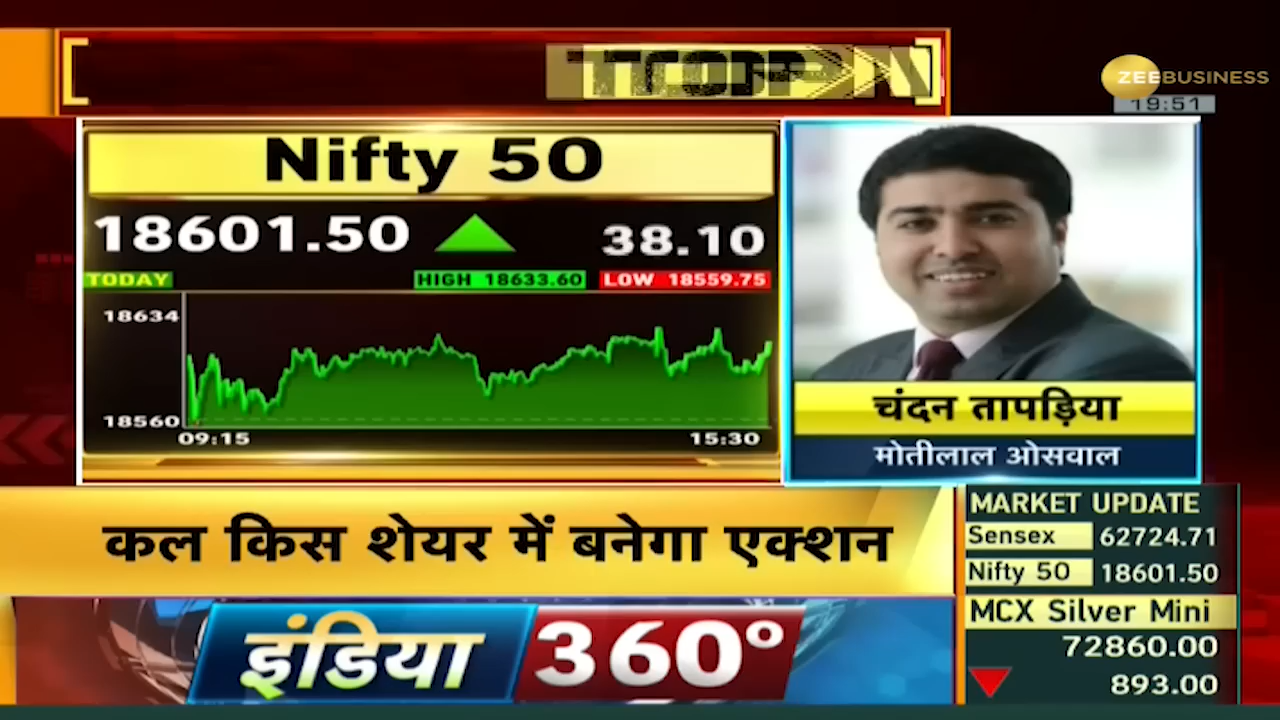 ZEEBUSINESS
19:51
Nifty 50
18601.50 38.10
TODAY HIGH 18633.60 LOW 18559.75
18634
18560
09:15 15:30
चंदन तापड़िया
मोतीलाल ओसवाल
कल किस शेयर में बनेगा एक्शन
इंडिया 360°
MARKET UPDATE
Sensex 62724.71
Nifty 50 18601.50
MCX Silver Mini
72860.00
893.00